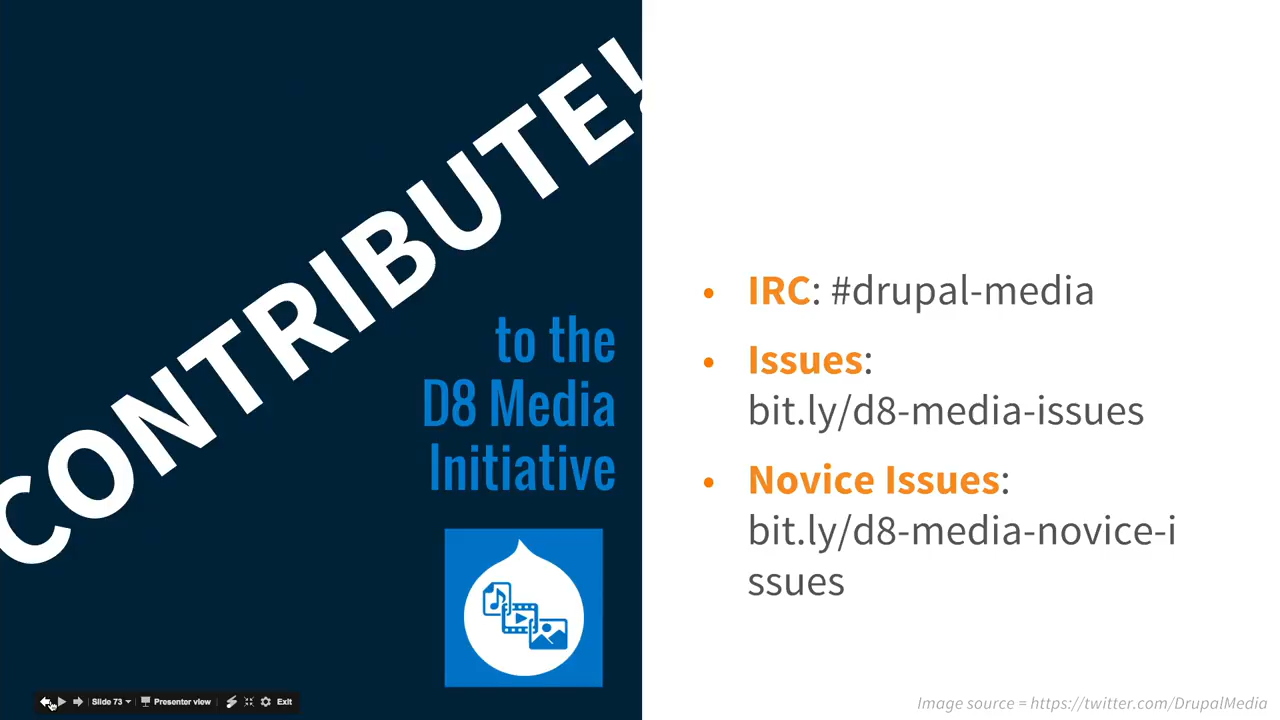 CONTRIBUTE!
to the
D8 Media
Initiative
• IRC: #drupal-media
• Issues:
bit.ly/d8-media-issues
• Novice Issues:
bit.ly/d8-media-novice-i
ssues
Slide 73 Presenter view Exit
Image source = https://twitter.com/DrupalMedia